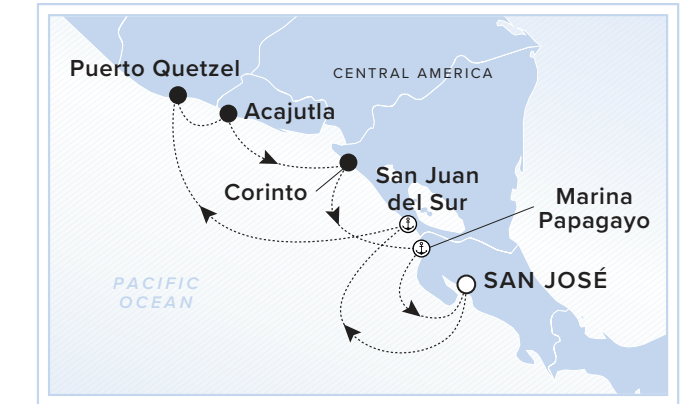 Puerto Quetzel
CENTRAL AMERICA
Acajutla
San Juan
del Sur
Corinto
Marina
Papagayo
SAN JOSÉ
PACIFIC
OCEAN